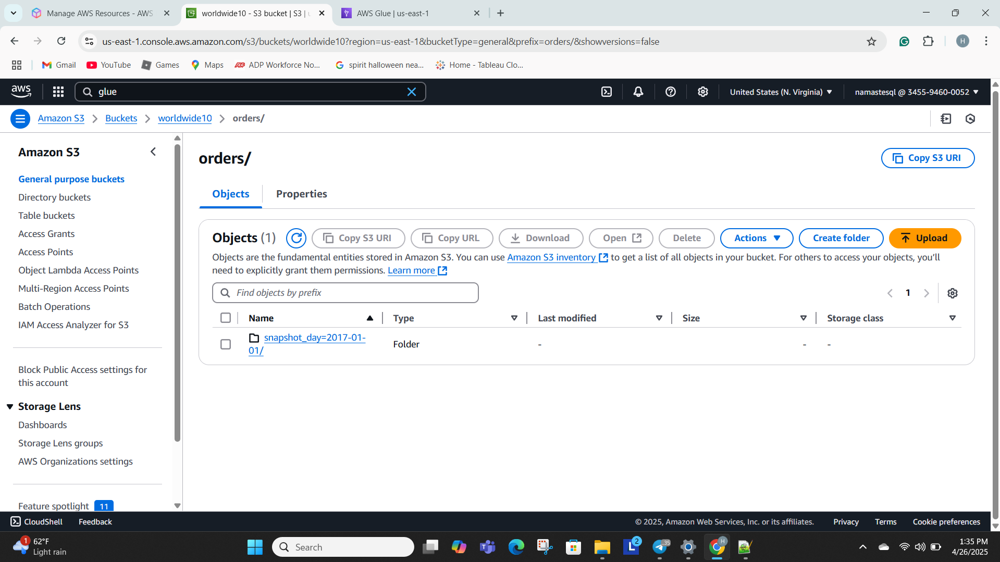 Manage AWS Resources - AWS
worldwide10 - S3 bucket | S3 | u
AWS Glue | us-east-1
us-east-1.console.aws.amazon.com/s3/buckets/worldwide10?region=us-east-1&bucketType=general&prefix=orders/&showversions=false
H
Gmail
YouTube
Games
Maps
ADP Workforce No...
spirit halloween nea...
Home - Tableau Clo...
aws
glue
United States (N. Virginia)
namastesql @ 3455-9460-0052
Amazon S3
Buckets
worldwide10
orders/
Amazon S3
General purpose buckets
Directory buckets
Table buckets
Access Grants
Access Points
Object Lambda Access Points
Multi-Region Access Points
Batch Operations
IAM Access Analyzer for S3
Block Public Access settings for
this account
Storage Lens
Dashboards
Storage Lens groups
AWS Organizations settings
Feature spotlight 11
orders/
Copy S3 URI
Objects
Properties
Objects (1)
Copy S3 URI
Copy URL
Download
Open
Delete
Actions
Create folder
Upload
Objects are the fundamental entities stored in Amazon S3. You can use Amazon S3 inventory to get a list of all objects in your bucket. For others to access your objects, you'll
need to explicitly grant them permissions. Learn more
Find objects by prefix
1
Name
Type
Last modified
Size
Storage class
snapshot_day=2017-01-
01/
Folder
-
-
-
CloudShell
Feedback
© 2025, Amazon Web Services, Inc. or its affiliates.
Privacy
Terms
Cookie preferences
1
62°F
Light rain
Search
2
35
H
1:35 PM
4/26/2025